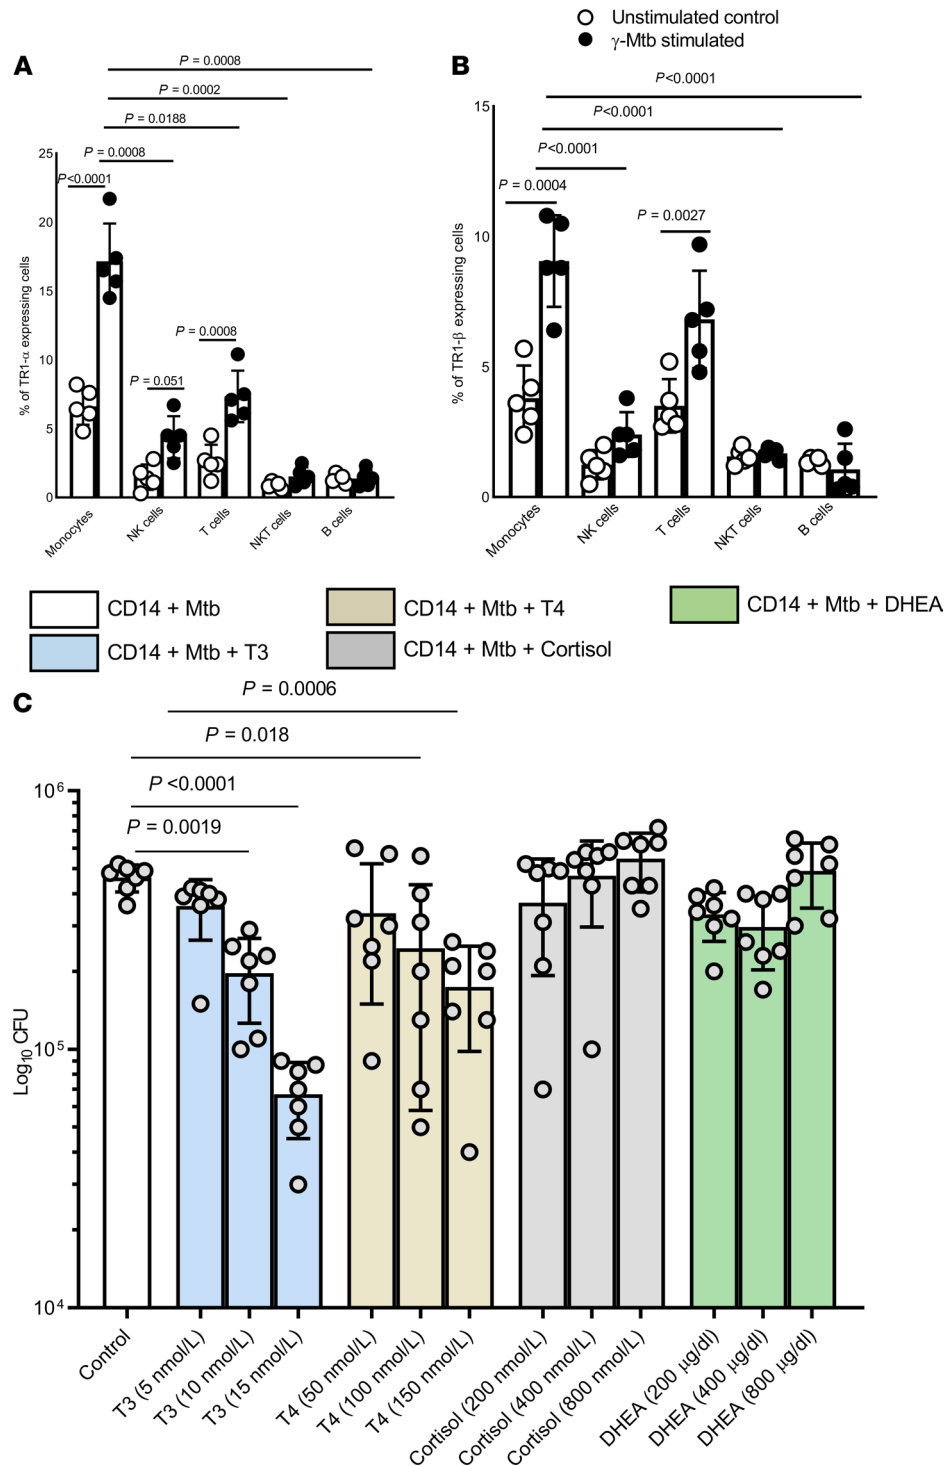 Unstimulated control
γ-Mtb stimulated
A
P = 0.0008
P = 0.0002
P = 0.0188
P = 0.0008
P<0.0001
P = 0.0008
P = 0.051
25
20
15
10
5
0
% of TR1-α expressing cells
Monocytes
NK cells
T cells
NKT cells
B cells
B
P<0.0001
P<0.0001
P<0.0001
P = 0.0004
P = 0.0027
15
10
5
0
% of TR1-β expressing cells
Monocytes
NK cells
T cells
NKT cells
B cells
CD14 + Mtb
CD14 + Mtb + T4
CD14 + Mtb + DHEA
CD14 + Mtb + T3
CD14 + Mtb + Cortisol
C
P = 0.0006
P = 0.018
P <0.0001
P = 0.0019
10⁶
10⁵
10⁴
Log₁₀ CFU
Control
T3 (5 nmol/L)
T3 (10 nmol/L)
T3 (15 nmol/L)
T4 (50 nmol/L)
T4 (100 nmol/L)
T4 (150 nmol/L)
Cortisol (200 nmol/L)
Cortisol (400 nmol/L)
Cortisol (800 nmol/L)
DHEA (200 µg/dl)
DHEA (400 µg/dl)
DHEA (800 µg/dl)